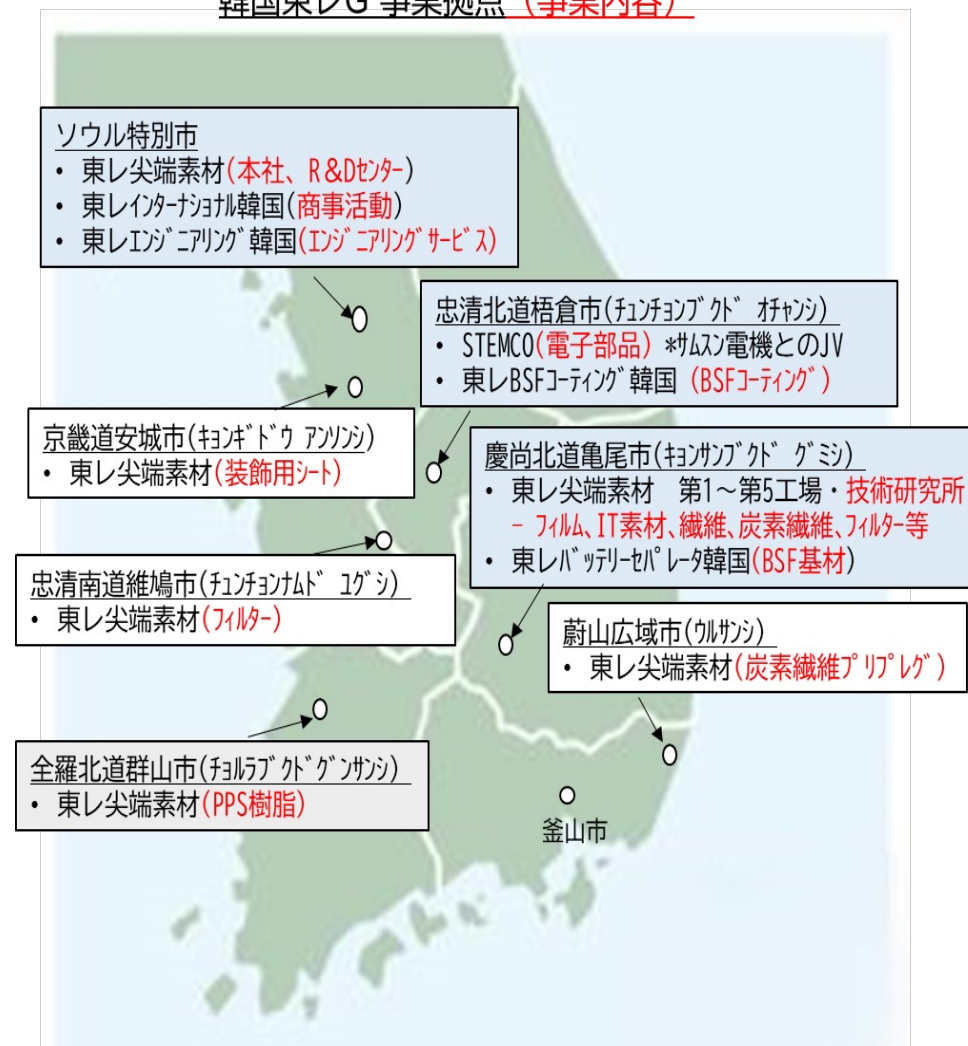 韓国東レG 事業拠点（事業内容）
ソウル特別市
• 東レ尖端素材(本社、R&Dｾﾝﾀｰ)
• 東レｲﾝﾀｰﾅｼｮﾅﾙ韓国(商事活動)
• 東レｴﾝｼﾞﾆｱﾘﾝｸﾞ韓国(ｴﾝｼﾞﾆｱﾘﾝｸﾞｻｰﾋﾞｽ)
忠清北道梧倉市(ﾁｭﾝﾁｮﾝﾌﾞｸﾄﾞ ｵﾁｬﾝｼ)
• STEMCO(電子部品) *ｻﾑｽﾝ電機とのJV
• 東レBSFｺｰﾃｨﾝｸﾞ韓国 (BSFｺｰﾃｨﾝｸﾞ)
京畿道安城市(ｷｮﾝｷﾞﾄﾞｳ ｱﾝｿﾝｼ)
• 東レ尖端素材(装飾用ｼｰﾄ)
慶尚北道亀尾市(ｷｮﾝｻﾝﾌﾞｸﾄﾞ ｸﾞﾐｼ)
• 東レ尖端素材　第1～第5工場・技術研究所
- ﾌｨﾙﾑ､IT素材､繊維､炭素繊維､ﾌｨﾙﾀｰ等
• 東レﾊﾞｯﾃﾘｰｾﾊﾟﾚｰﾀ韓国(BSF基材)
忠清南道維鳩市(ﾁｭﾝﾁｮﾝﾅﾑﾄﾞ ﾕｸﾞｼ)
• 東レ尖端素材(ﾌｨﾙﾀｰ)
蔚山広域市(ｳﾙｻﾝｼ)
• 東レ尖端素材(炭素繊維ﾌﾟﾘﾌﾟﾚｸﾞ)
全羅北道群山市(ﾁｮﾙﾗﾌﾞｸﾄﾞｸﾞﾝｻﾝｼ)
• 東レ尖端素材(PPS樹脂)
釜山市